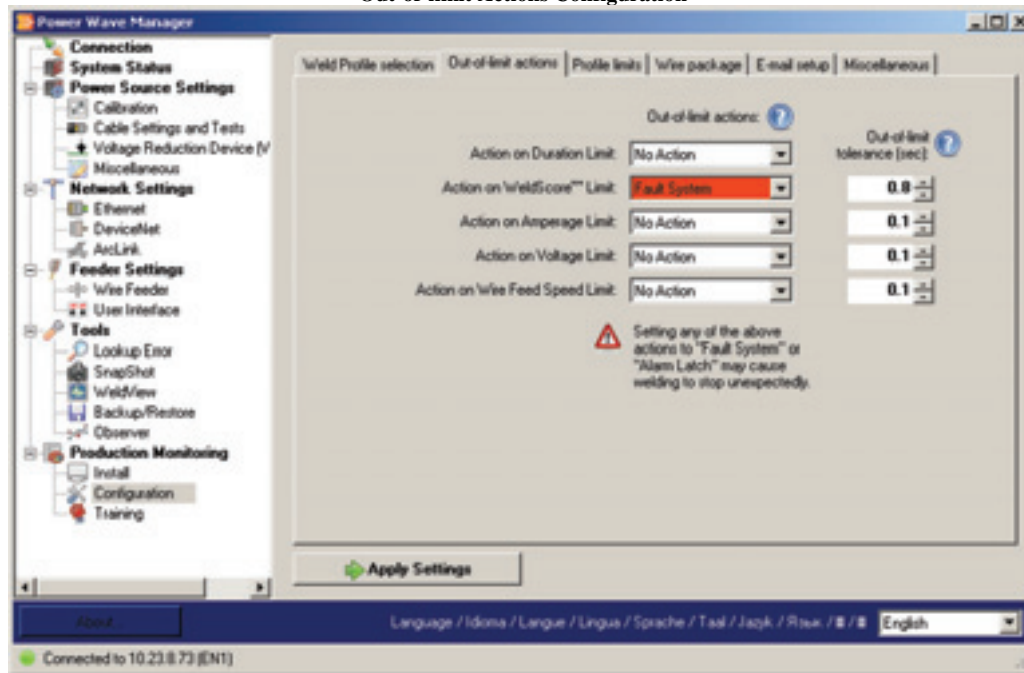 Out-of-limit Actions Configuration
Power Wave Manager
Connection
System Status
Power Source Settings
Calibration
Cable Settings and Tests
Voltage Reduction Device (V
Miscellaneous
Network Settings
Ethernet
DeviceNet
ArcLink
Feeder Settings
Wire Feeder
User Interface
Tools
Lookup Error
SnapShot
WeldView
Backup/Restore
Observer
Production Monitoring
Install
Configuration
Training
Weld Profile selection
Out-of-limit actions
Profile limits
Wire package
E-mail setup
Miscellaneous
Out-of-limit actions:
Out-of-limit
tolerance (sec):
Action on Duration Limit: No Action
Action on WeldScore™ Limit: Fault System 0.8
Action on Amperage Limit: No Action 0.1
Action on Voltage Limit: No Action 0.1
Action on Wire Feed Speed Limit: No Action 0.1
Setting any of the above
actions to "Fault System" or
"Alarm Latch" may cause
welding to stop unexpectedly.
Apply Settings
About...
Language / Idioma / Langue / Lingua / Sprache / Taal / Język / Язык /
English
Connected to 10.23.8.73 (EN1)